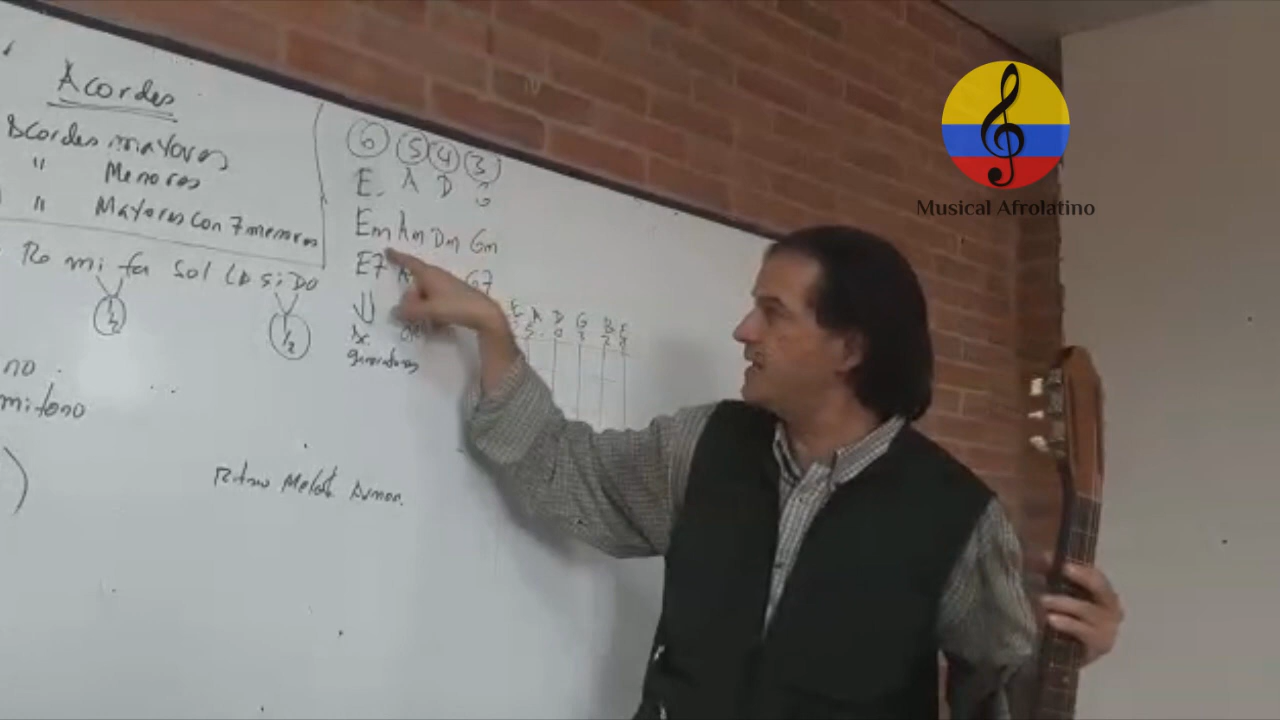 Acordes
Acordes mayores
" Menores
" Mayores con 7 menores
Re mi fa Sol La Si Do
1/2 1/2
no
mitono
Ritmo Melod. Armon.
6 5 4 3
E A D G
Em Am Dm Gm
E7 G7
generadores
E A D G B E
Musical Afrolatino